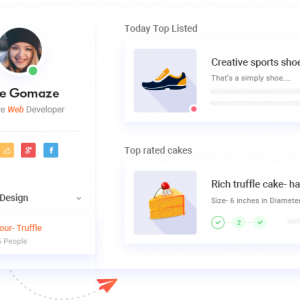 e Gomaze
e Web Developer
Design
our- Truffle
People
Today Top Listed
Creative sports shoe
That's a simply shoe....
Top rated cakes
Rich truffle cake- ha
Size- 6 inches in Diameter
2